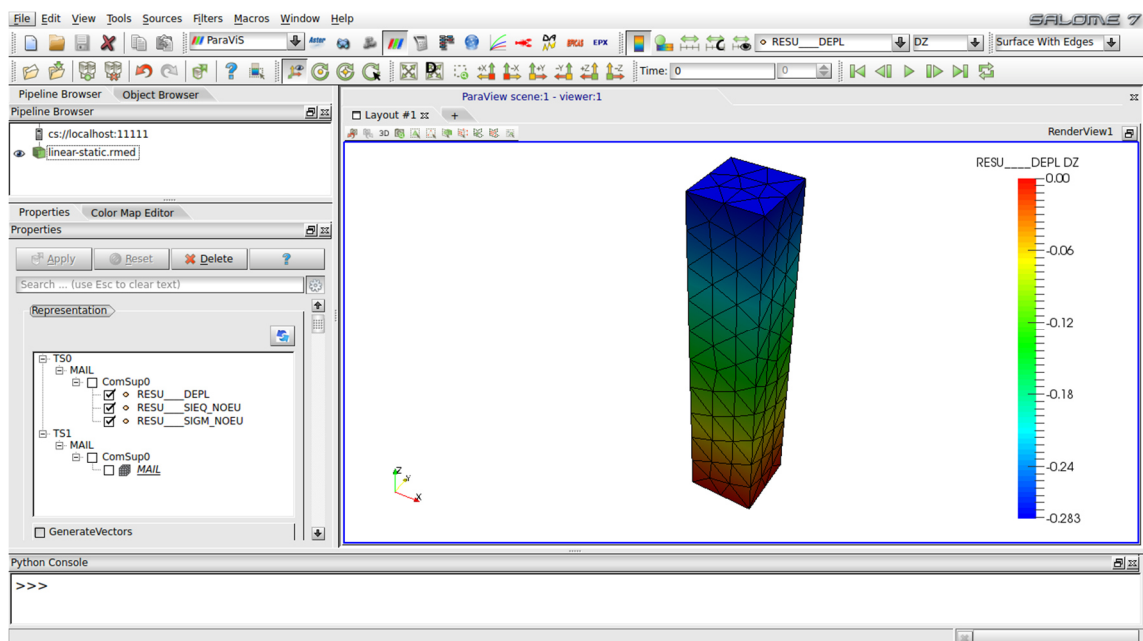 File Edit View Tools Sources Filters Macros Window Help SALOME 7
ParaViS Aster EPX RESU____DEPL DZ Surface With Edges
+X -X +Y -Y +Z -Z Time: 0 0
Pipeline Browser Object Browser ParaView scene:1 - viewer:1
Pipeline Browser Layout #1 +
cs://localhost:11111 3D RenderView1
linear-static.rmed
RESU____DEPL DZ
Properties Color Map Editor
Properties
Apply Reset Delete ?
Search ... (use Esc to clear text)
Representation
TS0
MAIL
ComSup0
RESU____DEPL
RESU____SIEQ_NOEU
RESU____SIGM_NOEU
TS1
MAIL
ComSup0
MAIL
GenerateVectors
0.00
-0.06
-0.12
-0.18
-0.24
-0.283
Z
Y
X
Python Console
>>>